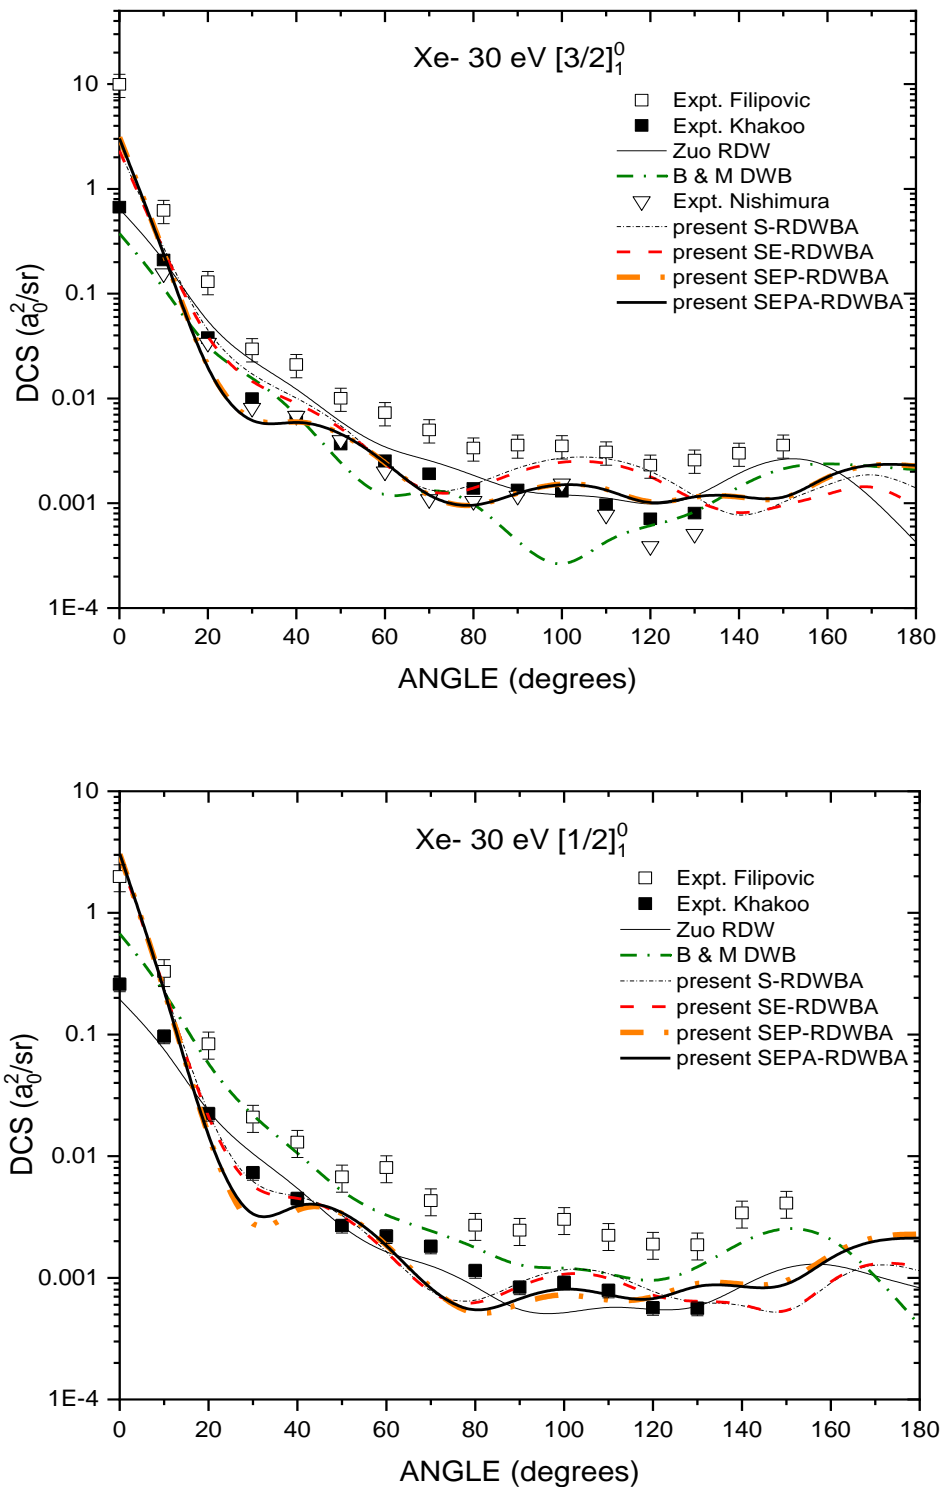 Xe- 30 eV [3/2]₁⁰
Expt. Filipovic
Expt. Khakoo
Zuo RDW
B & M DWB
Expt. Nishimura
present S-RDWBA
present SE-RDWBA
present SEP-RDWBA
present SEPA-RDWBA
10
1
0.1
0.01
0.001
1E-4
DCS (a₀²/sr)
0 20 40 60 80 100 120 140 160 180
ANGLE (degrees)
Xe- 30 eV [1/2]₁⁰
Expt. Filipovic
Expt. Khakoo
Zuo RDW
B & M DWB
present S-RDWBA
present SE-RDWBA
present SEP-RDWBA
present SEPA-RDWBA
10
1
0.1
0.01
0.001
1E-4
DCS (a₀²/sr)
0 20 40 60 80 100 120 140 160 180
ANGLE (degrees)